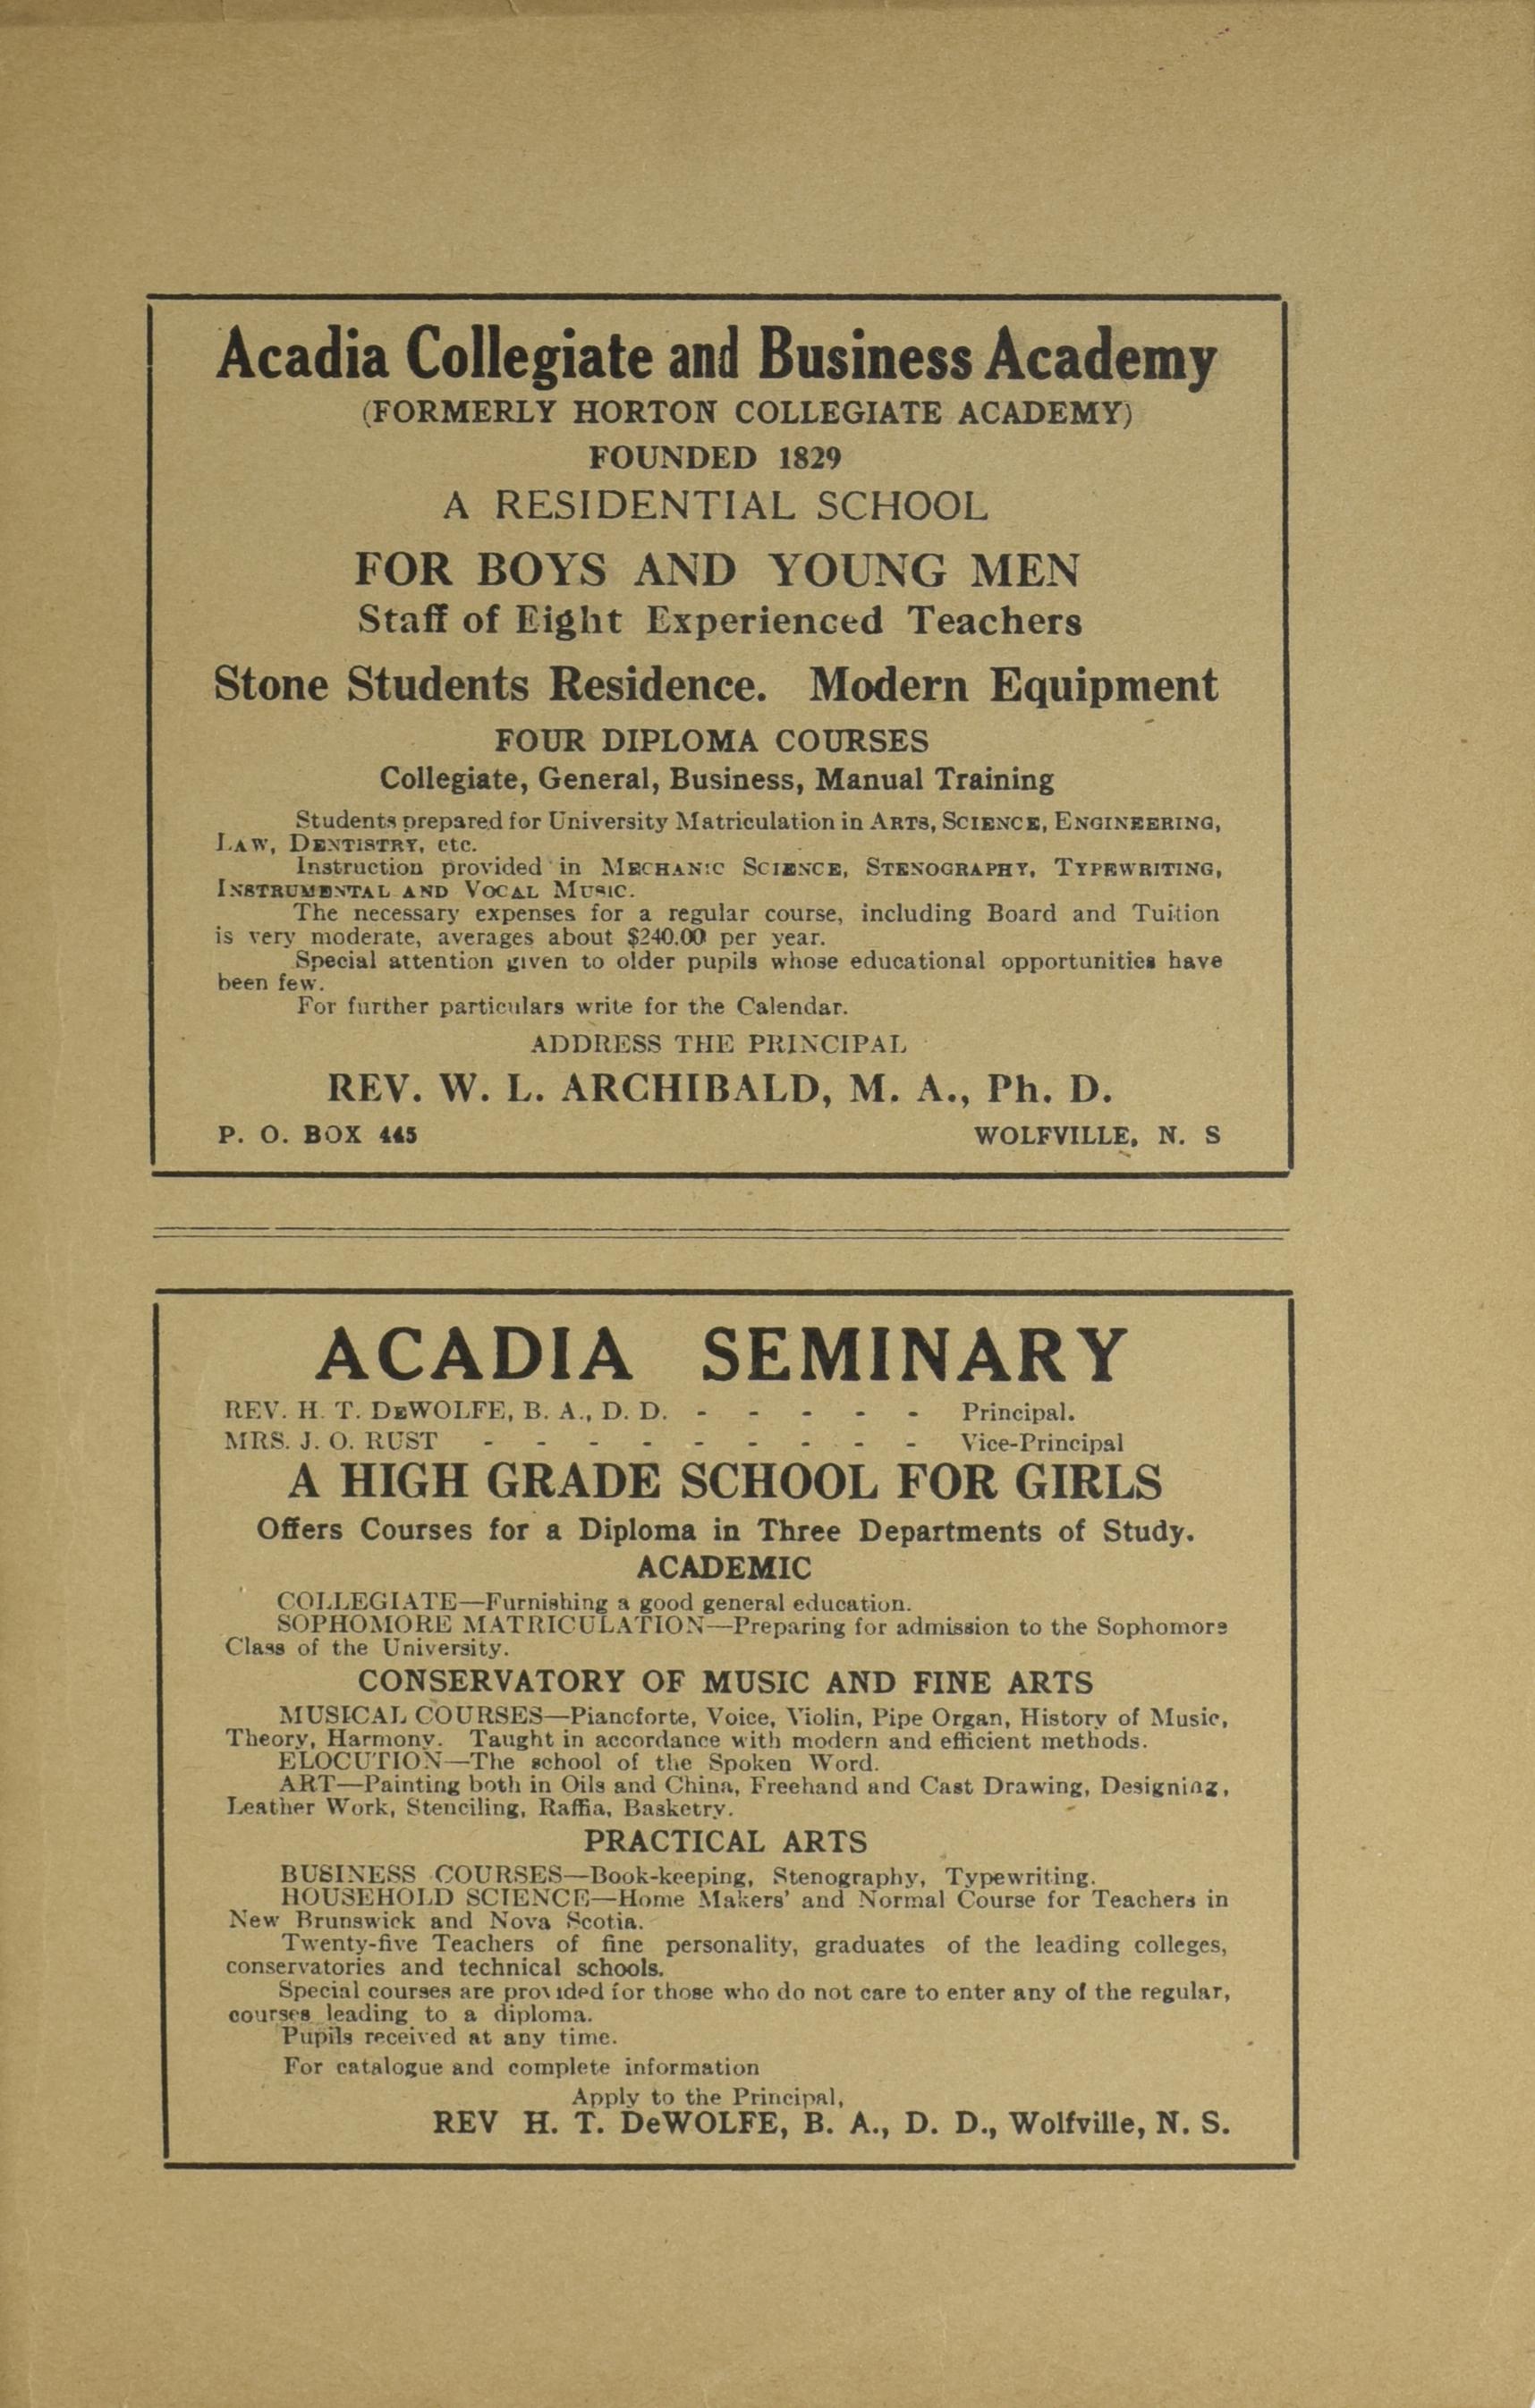 Acadia Collegiate and Business Academy
(FORMERLY HORTON COLLEGIATE ACADEMY)
FOUNDED 1829
A RESIDENTIAL SCHOOL
FOR BOYS AND YOUNG MEN
Staff of Eight Experienced Teachers
Stone Students Residence. Modern Equipment
FOUR DIPLOMA COURSES
Collegiate, General, Business, Manual Training
Students prepared for University Matriculation in ARTS, SCIENCE, ENGINEERING,
LAW, DENTISTRY, etc.
Instruction provided in MECHANIC SCIENCE, STENOGRAPHY, TYPEWRITING,
INSTRUMENTAL AND VOCAL MUSIC.
The necessary expenses for a regular course, including Board and Tuition
is very moderate, averages about $240.00 per year.
Special attention given to older pupils whose educational opportunities have
been few.
For further particulars write for the Calendar.
ADDRESS THE PRINCIPAL
REV. W. L. ARCHIBALD, M. A., Ph. D.
P. O. BOX 445 WOLFVILLE, N. S
ACADIA SEMINARY
REV. H. T. DEWOLFE, B. A., D. D. - - - - - Principal.
MRS. J. O. RUST - - - - - - - - - Vice-Principal
A HIGH GRADE SCHOOL FOR GIRLS
Offers Courses for a Diploma in Three Departments of Study.
ACADEMIC
COLLEGIATE—Furnishing a good general education.
SOPHOMORE MATRICULATION—Preparing for admission to the Sophomore
Class of the University.
CONSERVATORY OF MUSIC AND FINE ARTS
MUSICAL COURSES—Pianoforte, Voice, Violin, Pipe Organ, History of Music,
Theory, Harmony. Taught in accordance with modern and efficient methods.
ELOCUTION—The school of the Spoken Word.
ART—Painting both in Oils and China, Freehand and Cast Drawing, Designing,
Leather Work, Stenciling, Raffia, Basketry.
PRACTICAL ARTS
BUSINESS COURSES—Book-keeping, Stenography, Typewriting.
HOUSEHOLD SCIENCE—Home Makers' and Normal Course for Teachers in
New Brunswick and Nova Scotia.
Twenty-five Teachers of fine personality, graduates of the leading colleges,
conservatories and technical schools.
Special courses are provided for those who do not care to enter any of the regular,
courses leading to a diploma.
Pupils received at any time.
For catalogue and complete information
Apply to the Principal,
REV H. T. DeWOLFE, B. A., D. D., Wolfville, N. S.